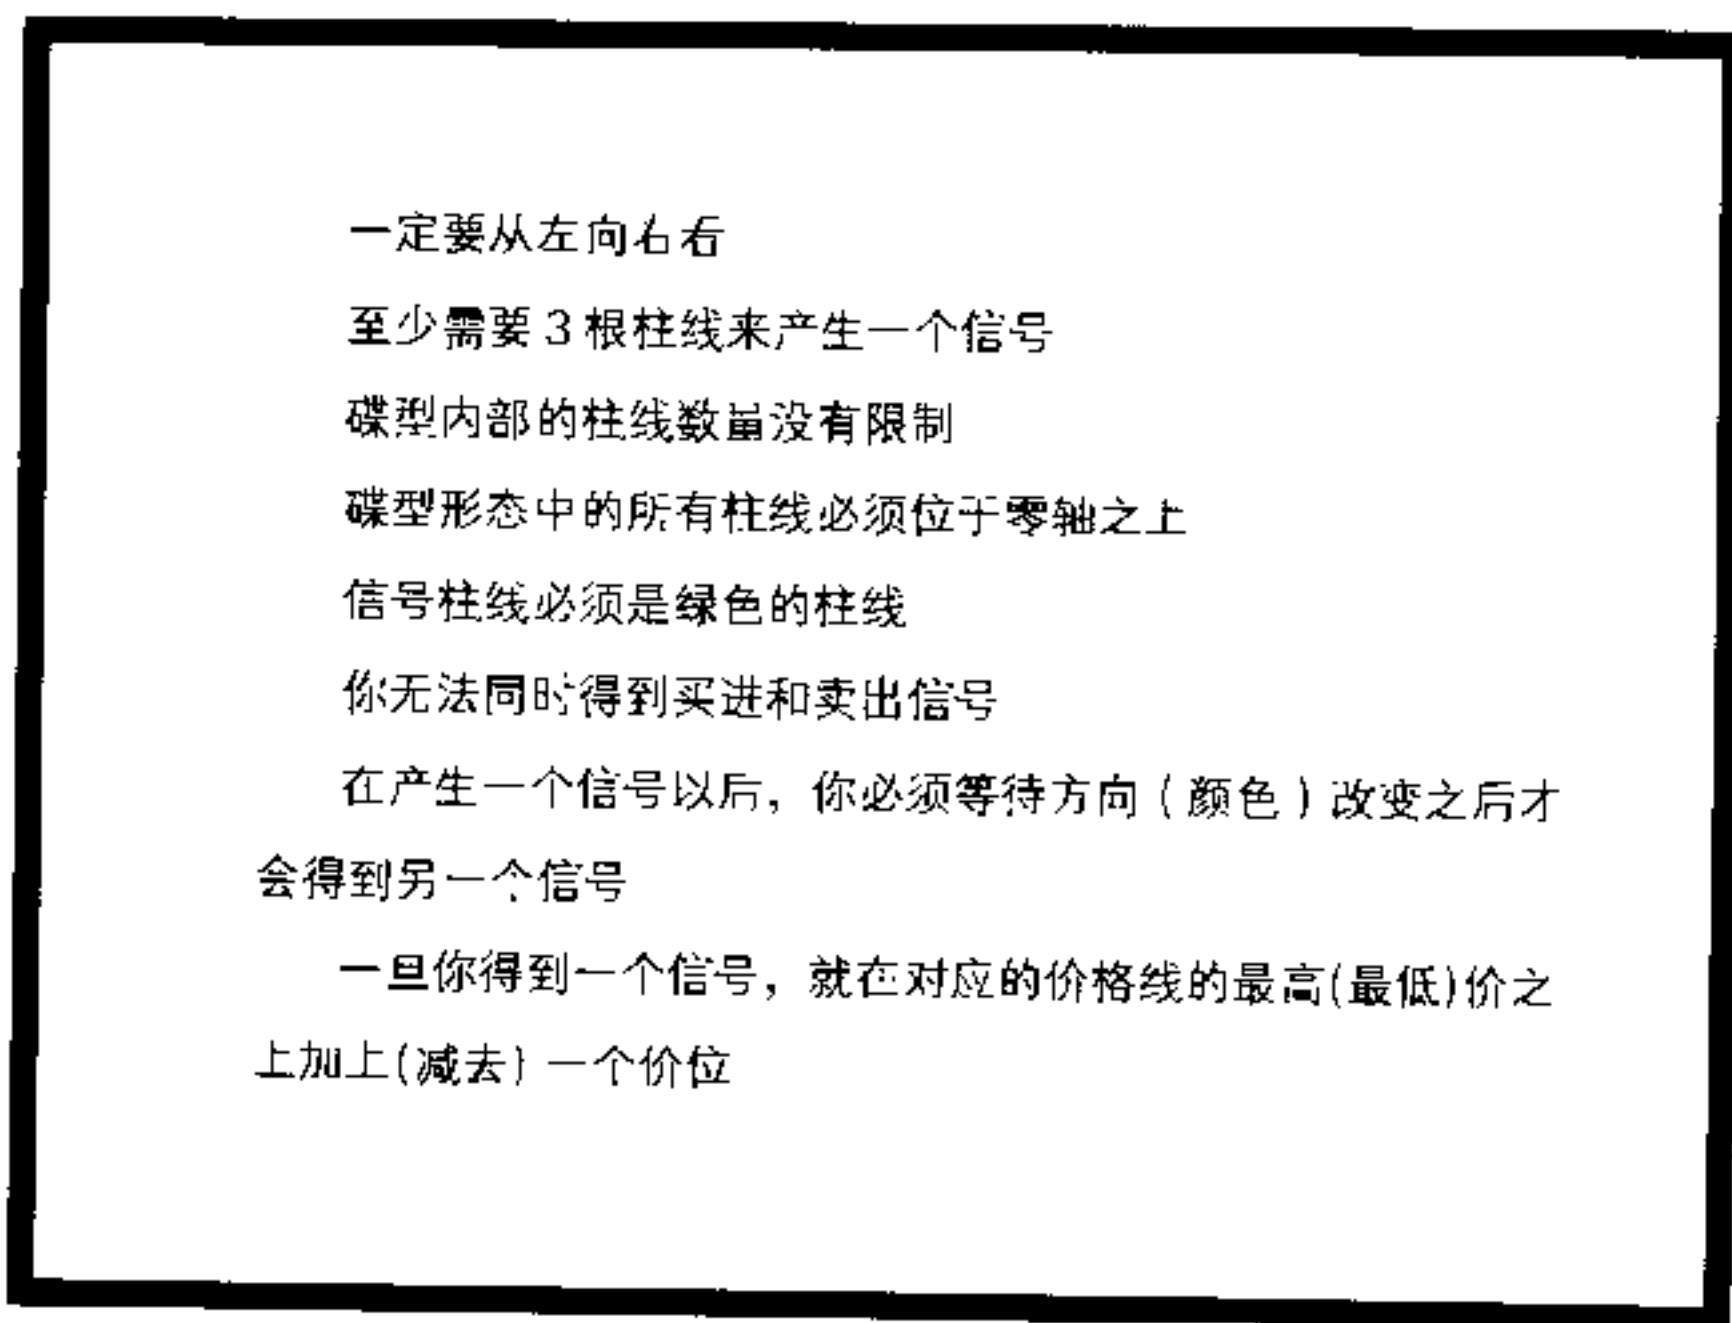 一定要从左向右看
至少需要3根柱线来产生一个信号
碟型内部的柱线数量没有限制
碟型形态中的所有柱线必须位于零轴之上
信号柱线必须是绿色的柱线
你无法同时得到买进和卖出信号
在产生一个信号以后，你必须等待方向(颜色)改变之后才
会得到另一个信号
一旦你得到一个信号，就在对应的价格线的最高(最低)价之
上加上(减去)一个价位